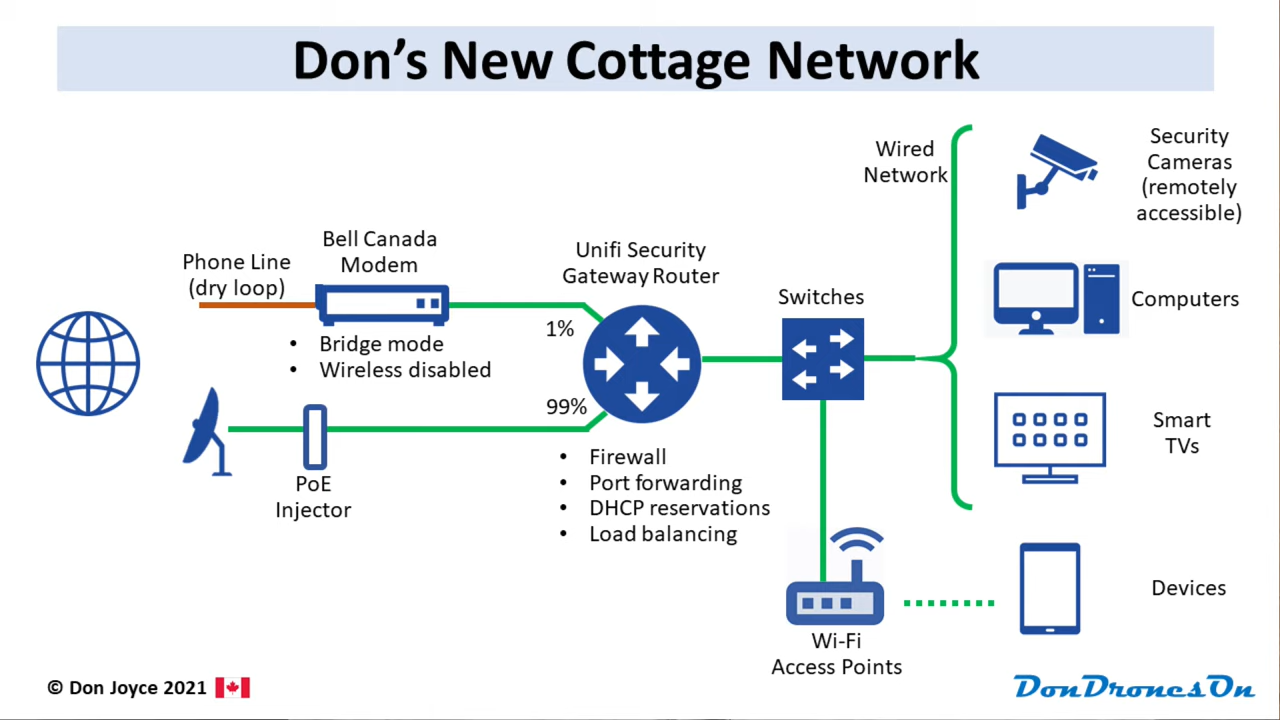 Don’s New Cottage Network
Phone Line
(dry loop)
Bell Canada
Modem
• Bridge mode
• Wireless disabled
PoE
Injector
Unifi Security
Gateway Router
1%
99%
• Firewall
• Port forwarding
• DHCP reservations
• Load balancing
Switches
Wired
Network
Security
Cameras
(remotely
accessible)
Computers
Smart
TVs
Devices
Wi-Fi
Access Points
© Don Joyce 2021
DonDronesOn